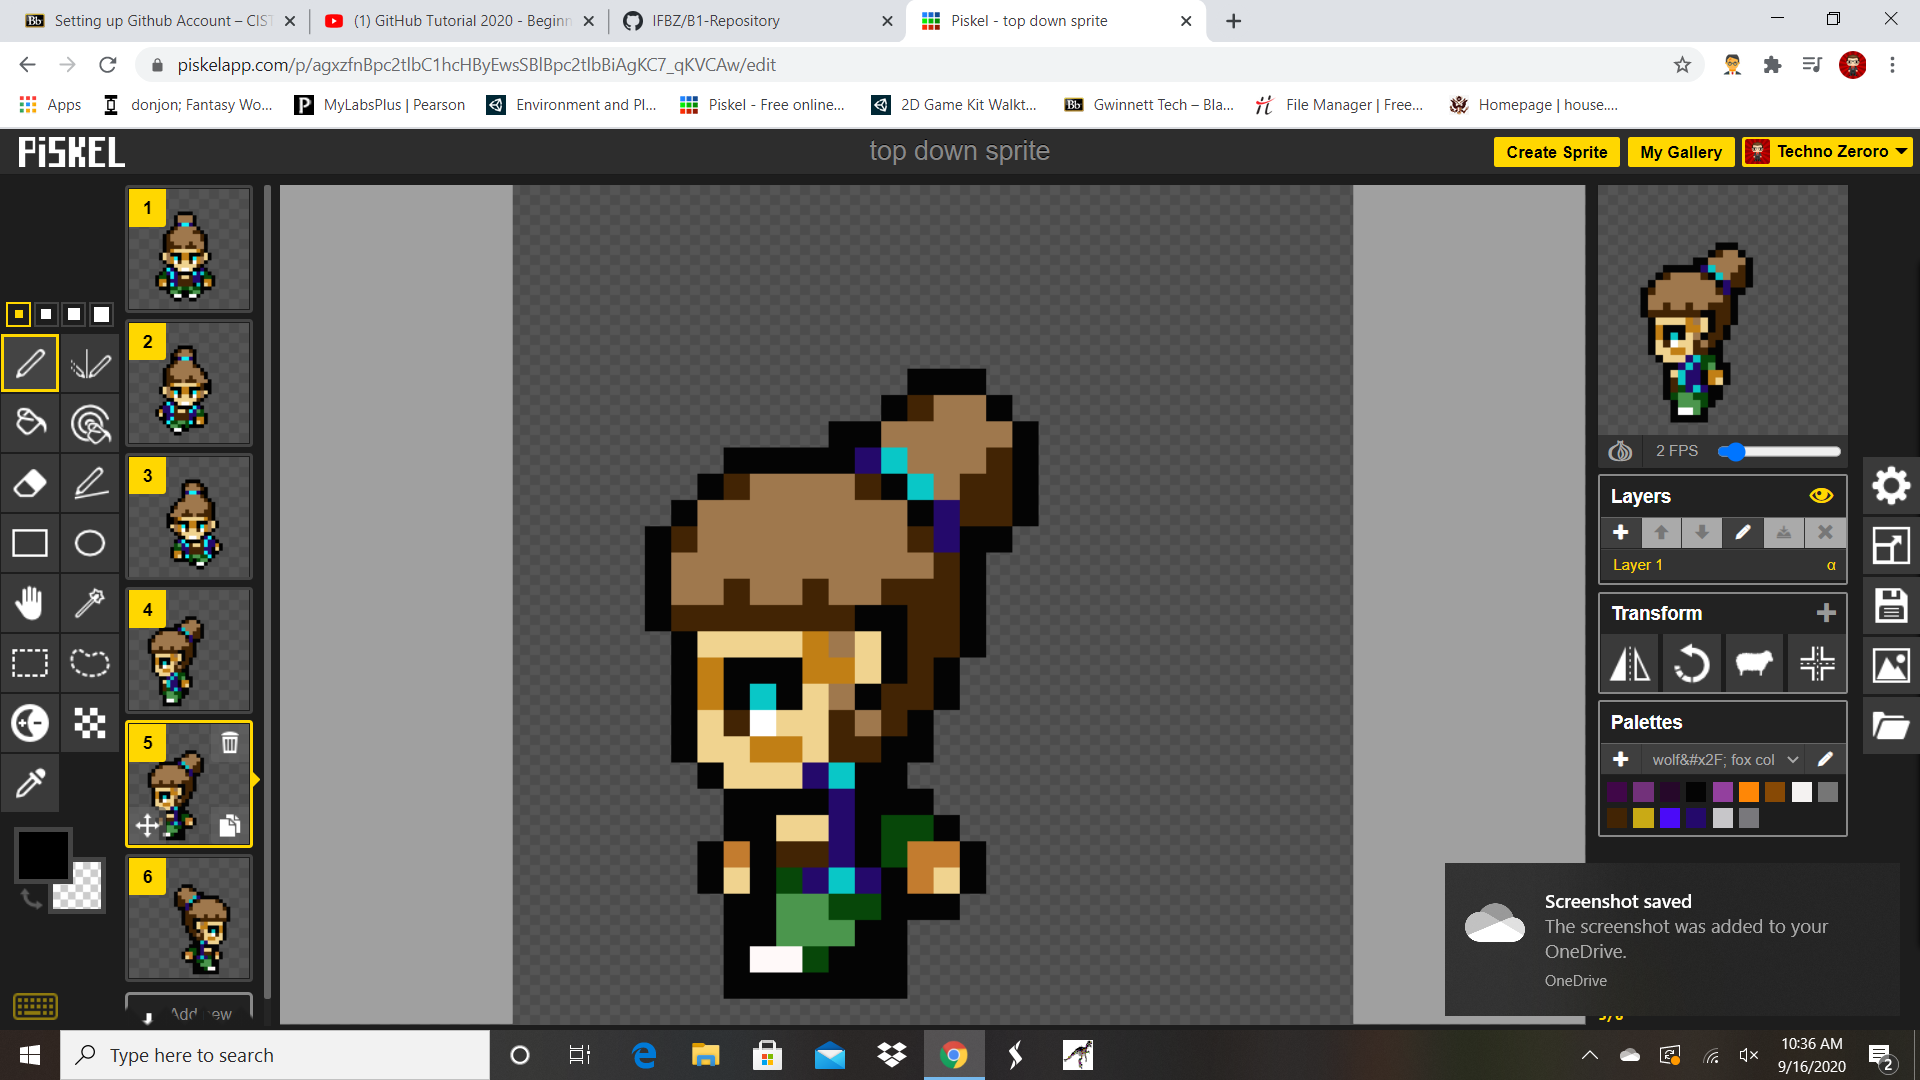 Setting up Github Account – CIST
(1) GitHub Tutorial 2020 - Beginn
IFBZ/B1-Repository
Piskel - top down sprite
piskelapp.com/p/agxzfnBpc2tlbC1hcHByEwsSBlBpc2tlbBiAgKC7_qKVCAw/edit
Apps
donjon; Fantasy Wo...
MyLabsPlus | Pearson
Environment and Pl...
Piskel - Free online...
2D Game Kit Walkt...
Bb
Gwinnett Tech – Bla...
File Manager | Free...
Homepage | house....
PiSKEL
top down sprite
Create Sprite
My Gallery
Techno Zeroro
1
2
3
4
5
6
Add new
2 FPS
Layers
Layer 1
α
Transform
Palettes
wolf&#x2F; fox col
Screenshot saved
The screenshot was added to your
OneDrive.
OneDrive
Type here to search
10:36 AM
9/16/2020
2